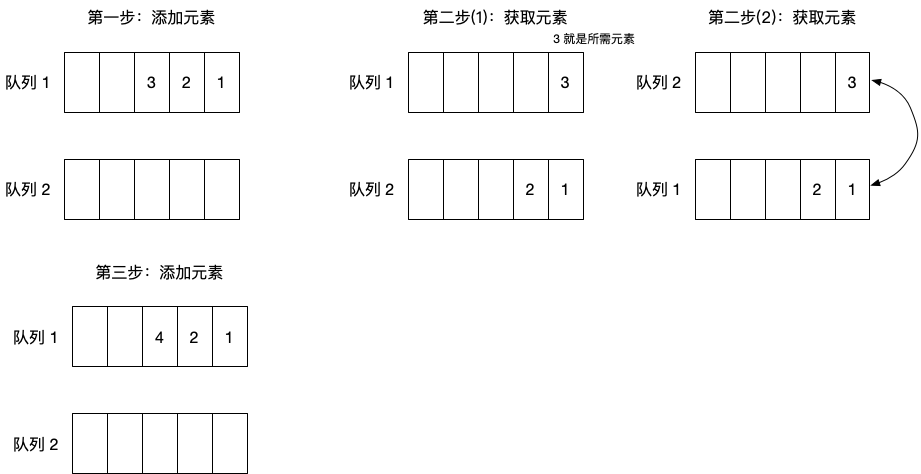 第一步：添加元素
队列 1
3 2 1
队列 2
第二步(1)：获取元素
3 就是所需元素
队列 1
3
队列 2
2 1
第二步(2)：获取元素
队列 2
3
队列 1
2 1
第三步：添加元素
队列 1
4 2 1
队列 2